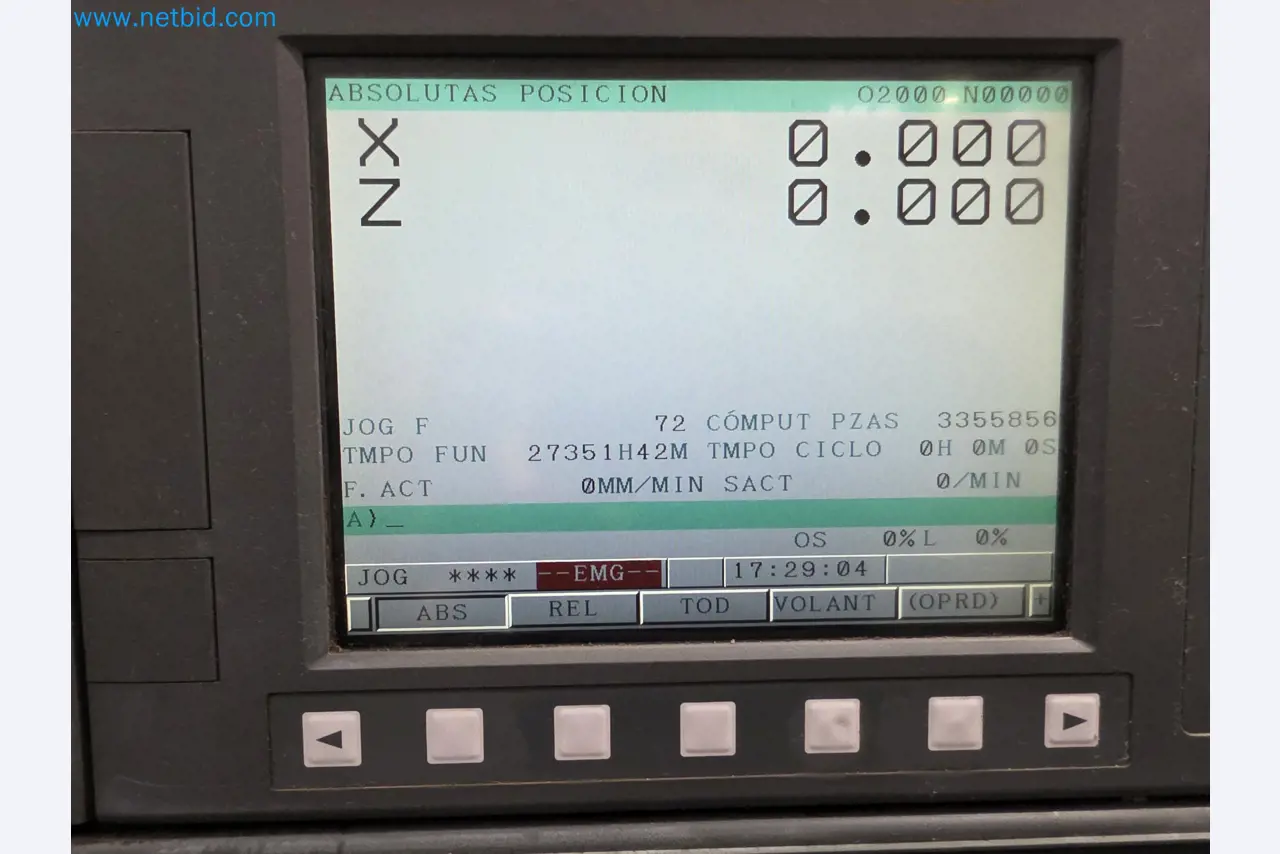 www.netbid.com
ABSOLUTAS POSICION O2000 N00000
X 0.000
Z 0.000
JOG F 72 CÓMPUT PZAS 3355856
TMPO FUN 27351H42M TMPO CICLO 0H 0M 0S
F. ACT 0MM/MIN SACT 0/MIN
A)_
OS 0% L 0%
JOG **** --EMG-- 17:29:04
ABS REL TOD VOLANT (OPRD) +